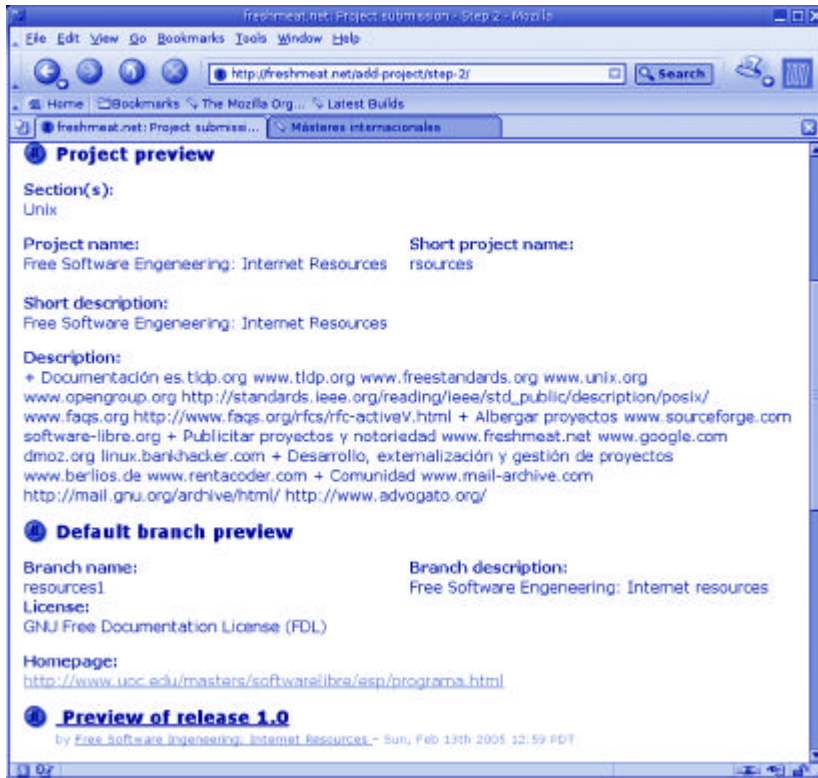 freshmeat.net: Project submission - Step 2 - Mozilla
File Edit View Go Bookmarks Tools Window Help
http://freshmeat.net/add-project/step-2/ Search
Home Bookmarks The Mozilla Org... Latest Builds
freshmeat.net: Project submissi... Másteres internacionales
Project preview
Section(s):
Unix
Project name: Short project name:
Free Software Engeneering: Internet Resources rsources
Short description:
Free Software Engeneering: Internet Resources
Description:
+ Documentación es.tldp.org www.tldp.org www.freestandards.org www.unix.org
www.opengroup.org http://standards.ieee.org/reading/ieee/std_public/description/posix/
www.faqs.org http://www.faqs.org/rfcs/rfc-activeV.html + Albergar proyectos www.sourceforge.com
software-libre.org + Publicitar proyectos y notoriedad www.freshmeat.net www.google.com
dmoz.org linux.bankhacker.com + Desarrollo, externalización y gestión de proyectos
www.berlios.de www.rentacoder.com + Comunidad www.mail-archive.com
http://mail.gnu.org/archive/html/ http://www.advogato.org/
Default branch preview
Branch name: Branch description:
resources1 Free Software Engeneering: Internet resources
License:
GNU Free Documentation License (FDL)
Homepage:
http://www.uoc.edu/masters/softwarelibre/esp/programa.html
Preview of release 1.0
by Free Software Ingeneering: Internet Resources - Sun, Feb 13th 2005 12:59 PDT